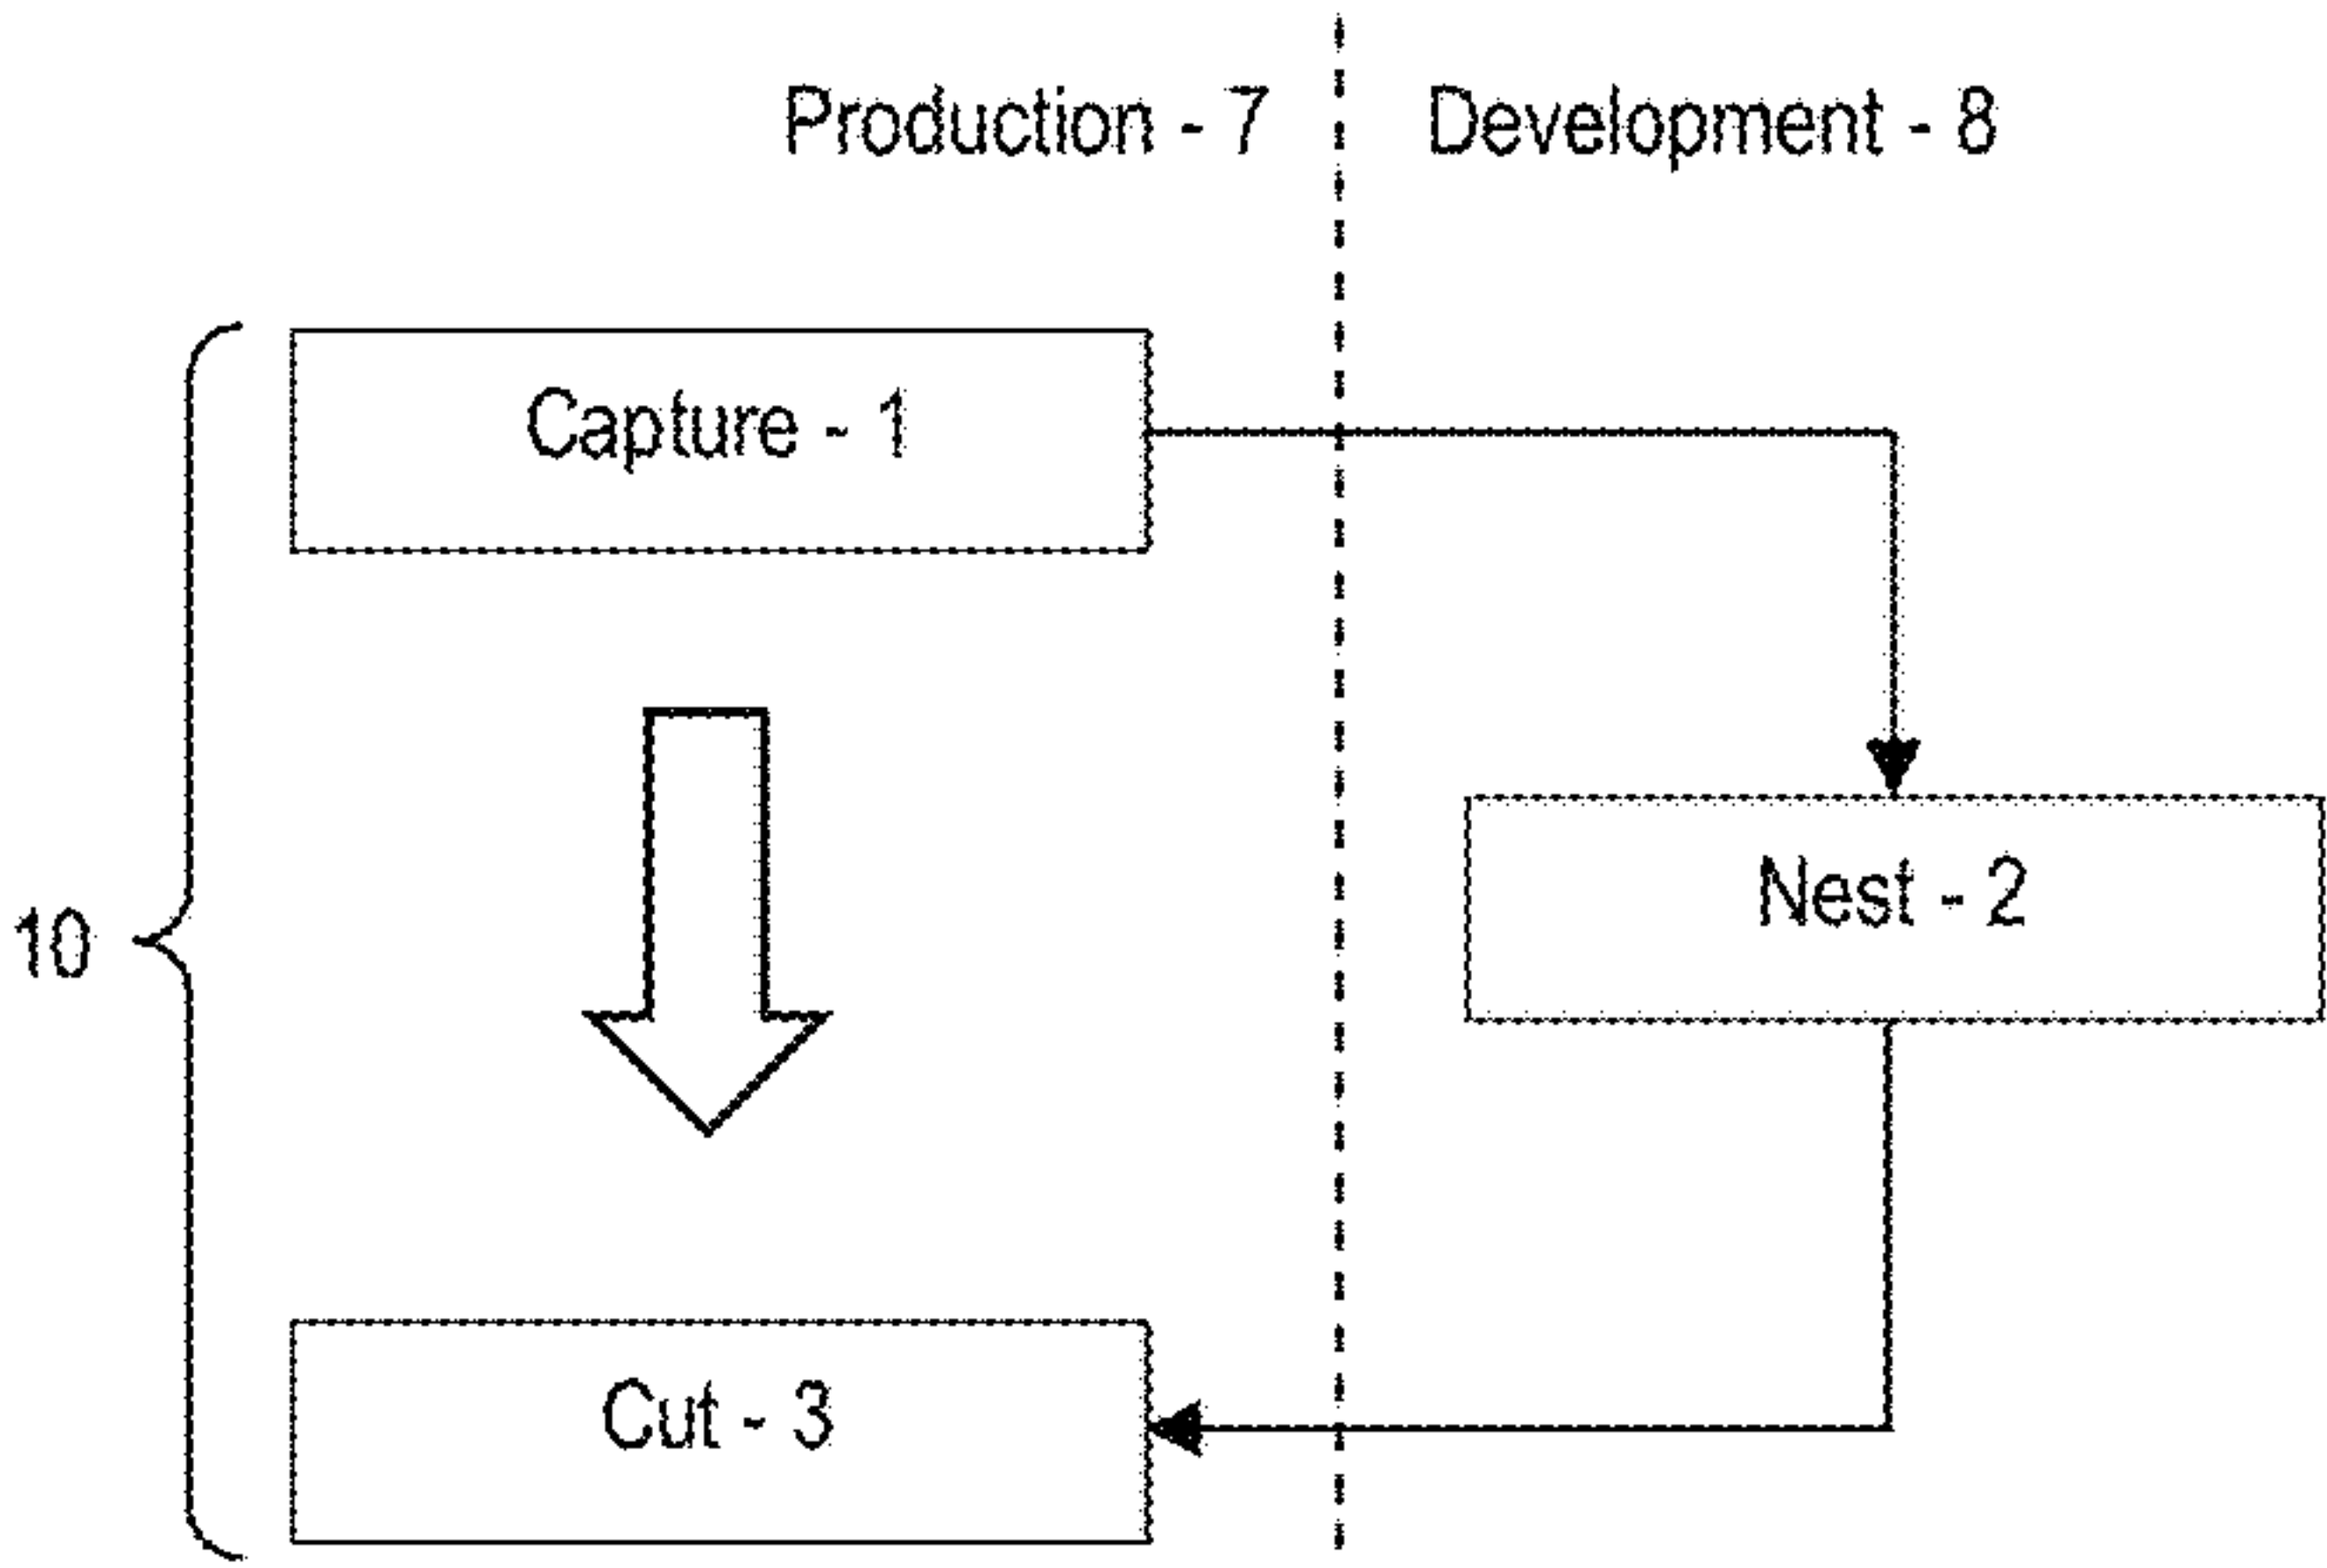 Production - 7
Development - 8
Capture - 1
Nest - 2
10
Cut - 3